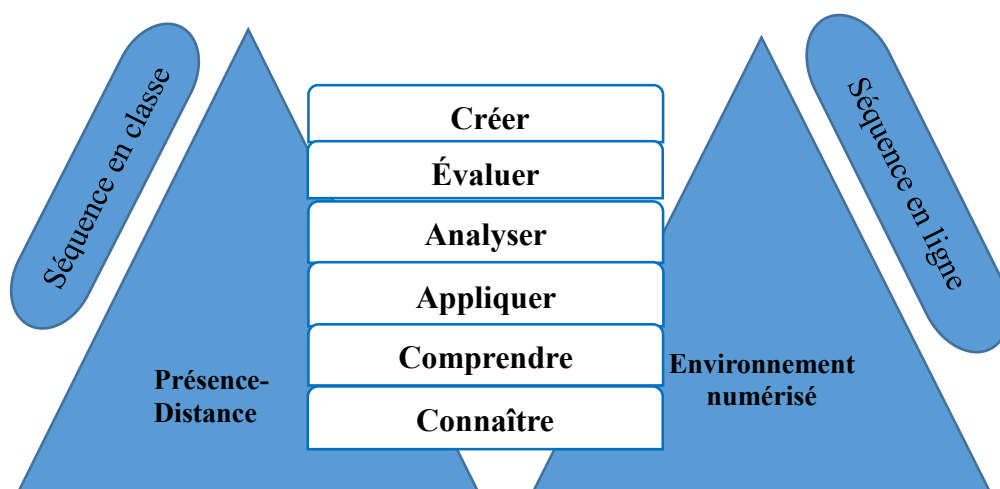 Séquence en classe
Créer
Évaluer
Analyser
Appliquer
Comprendre
Connaître
Présence-
Distance
Environnement
numérisé
Séquence en ligne